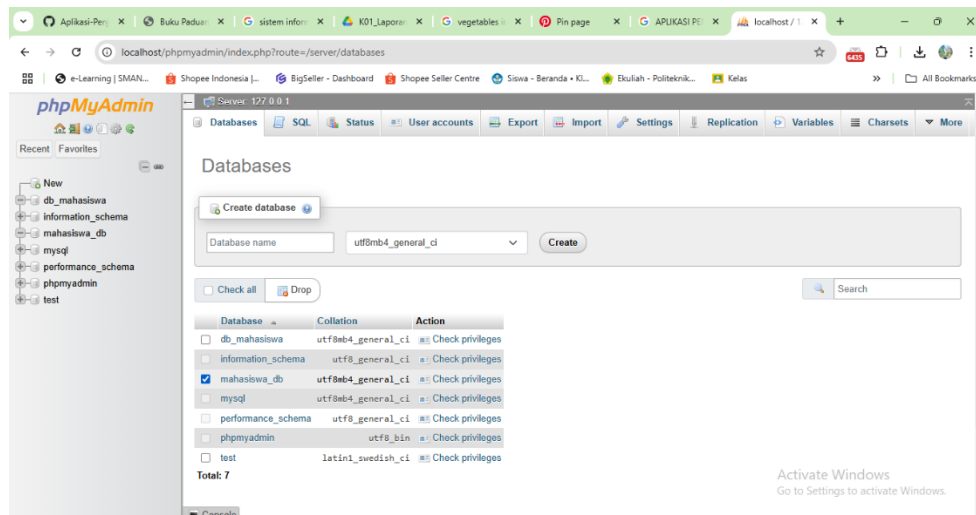 Aplikasi-Penj
Buku Paduan
sistem inform
K01_Laporan
vegetables i
Pin page
APLIKASI PE
localhost / 1
localhost/phpmyadmin/index.php?route=/server/databases
6435
e-Learning | SMAN...
Shopee Indonesia |...
BigSeller - Dashboard
Shopee Seller Centre
Siswa - Beranda • Kl...
Ekuliah - Politeknik...
Kelas
All Bookmarks
phpMyAdmin
Recent Favorites
New
db_mahasiswa
information_schema
mahasiswa_db
mysql
performance_schema
phpmyadmin
test
Server: 127.0.0.1
Databases SQL Status User accounts Export Import Settings Replication Variables Charsets More
Databases
Create database
Database name utf8mb4_general_ci Create
Check all Drop Search
Database Collation Action
db_mahasiswa utf8mb4_general_ci Check privileges
information_schema utf8_general_ci Check privileges
mahasiswa_db utf8mb4_general_ci Check privileges
mysql utf8mb4_general_ci Check privileges
performance_schema utf8_general_ci Check privileges
phpmyadmin utf8_bin Check privileges
test latin1_swedish_ci Check privileges
Total: 7
Activate Windows
Go to Settings to activate Windows.
Console